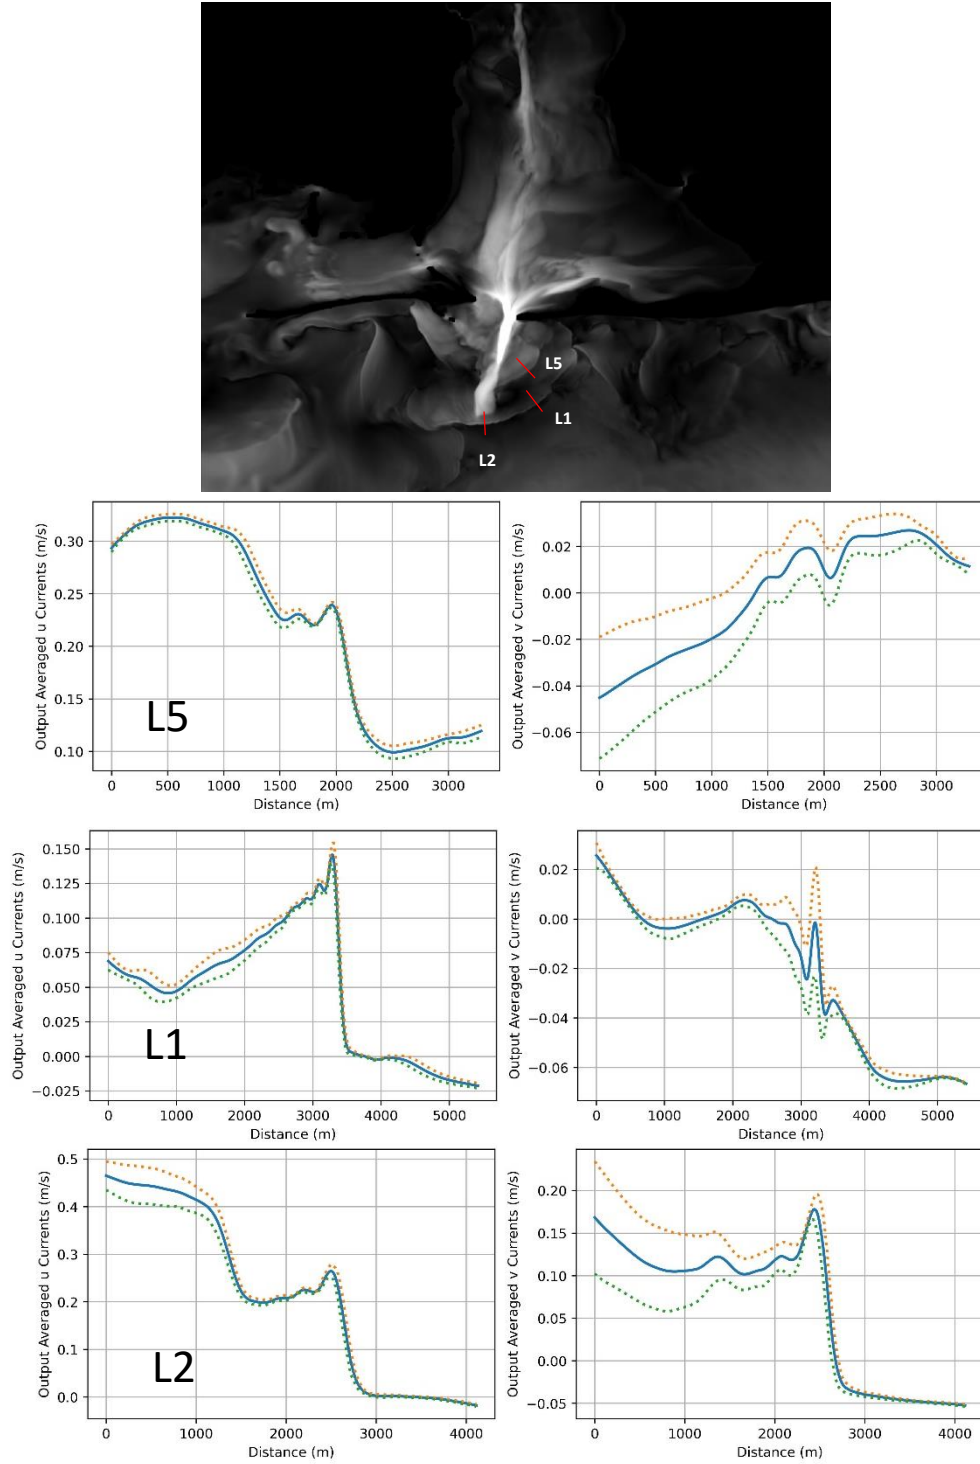 L5
L1
L2
Output Averaged u Currents (m/s)
0.30
0.25
0.20
0.15
0.10
L5
0 500 1000 1500 2000 2500 3000
Distance (m)
Output Averaged v Currents (m/s)
0.02
0.00
−0.02
−0.04
−0.06
0 500 1000 1500 2000 2500 3000
Distance (m)
Output Averaged u Currents (m/s)
0.150
0.125
0.100
0.075
0.050
0.025
0.000
−0.025
L1
0 1000 2000 3000 4000 5000
Distance (m)
Output Averaged v Currents (m/s)
0.02
0.00
−0.02
−0.04
−0.06
0 1000 2000 3000 4000 5000
Distance (m)
Output Averaged u Currents (m/s)
0.5
0.4
0.3
0.2
0.1
0.0
L2
0 1000 2000 3000 4000
Distance (m)
Output Averaged v Currents (m/s)
0.20
0.15
0.10
0.05
0.00
−0.05
0 1000 2000 3000 4000
Distance (m)